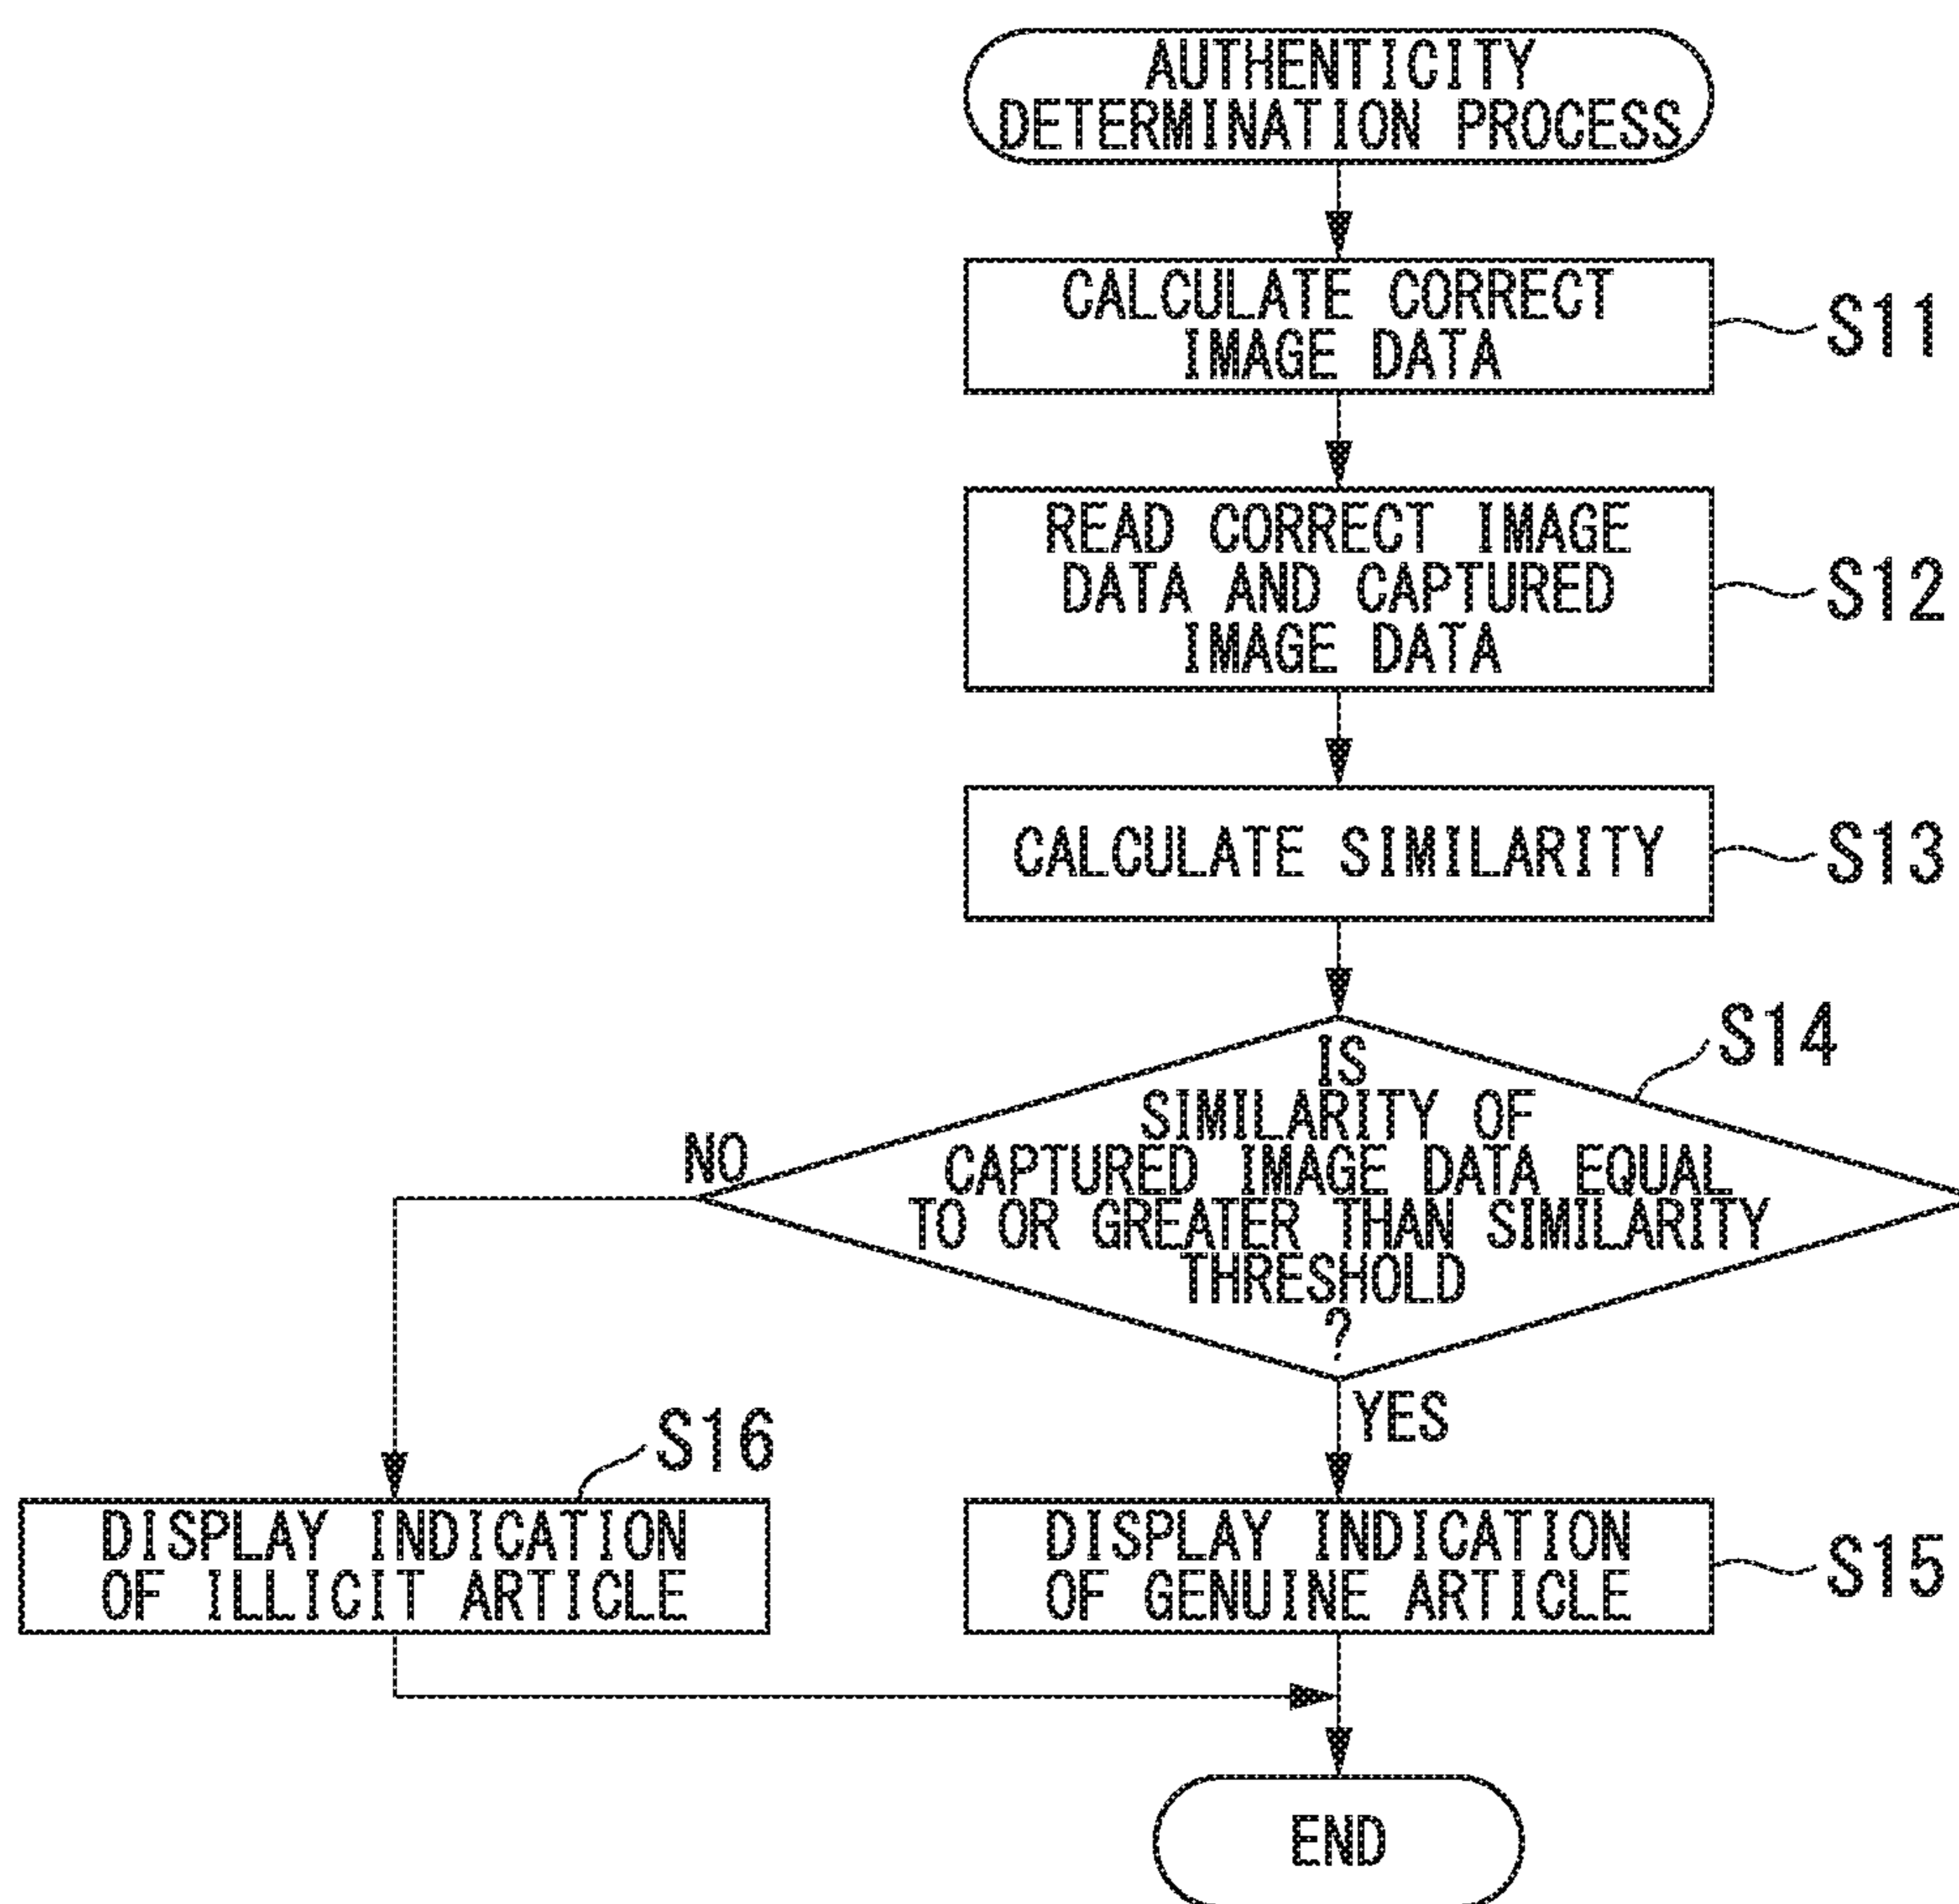 AUTHENTICITY
DETERMINATION PROCESS
CALCULATE CORRECT
IMAGE DATA
S11
READ CORRECT IMAGE
DATA AND CAPTURED
IMAGE DATA
S12
CALCULATE SIMILARITY
S13
S14
IS
SIMILARITY OF
CAPTURED IMAGE DATA EQUAL
TO OR GREATER THAN SIMILARITY
THRESHOLD
?
NO
YES
S16
DISPLAY INDICATION
OF ILLICIT ARTICLE
DISPLAY INDICATION
OF GENUINE ARTICLE
S15
END